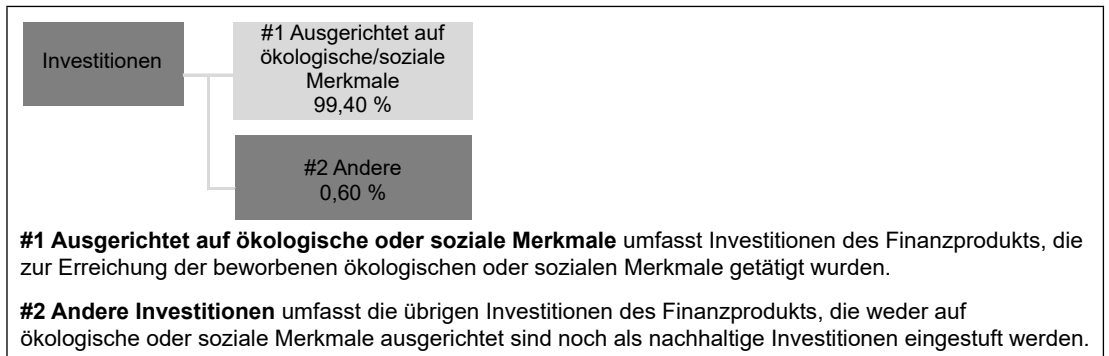 Investitionen
#1 Ausgerichtet auf
ökologische/soziale
Merkmale
99,40 %
#2 Andere
0,60 %
#1 Ausgerichtet auf ökologische oder soziale Merkmale umfasst Investitionen des Finanzprodukts, die
zur Erreichung der beworbenen ökologischen oder sozialen Merkmale getätigt wurden.
#2 Andere Investitionen umfasst die übrigen Investitionen des Finanzprodukts, die weder auf
ökologische oder soziale Merkmale ausgerichtet sind noch als nachhaltige Investitionen eingestuft werden.